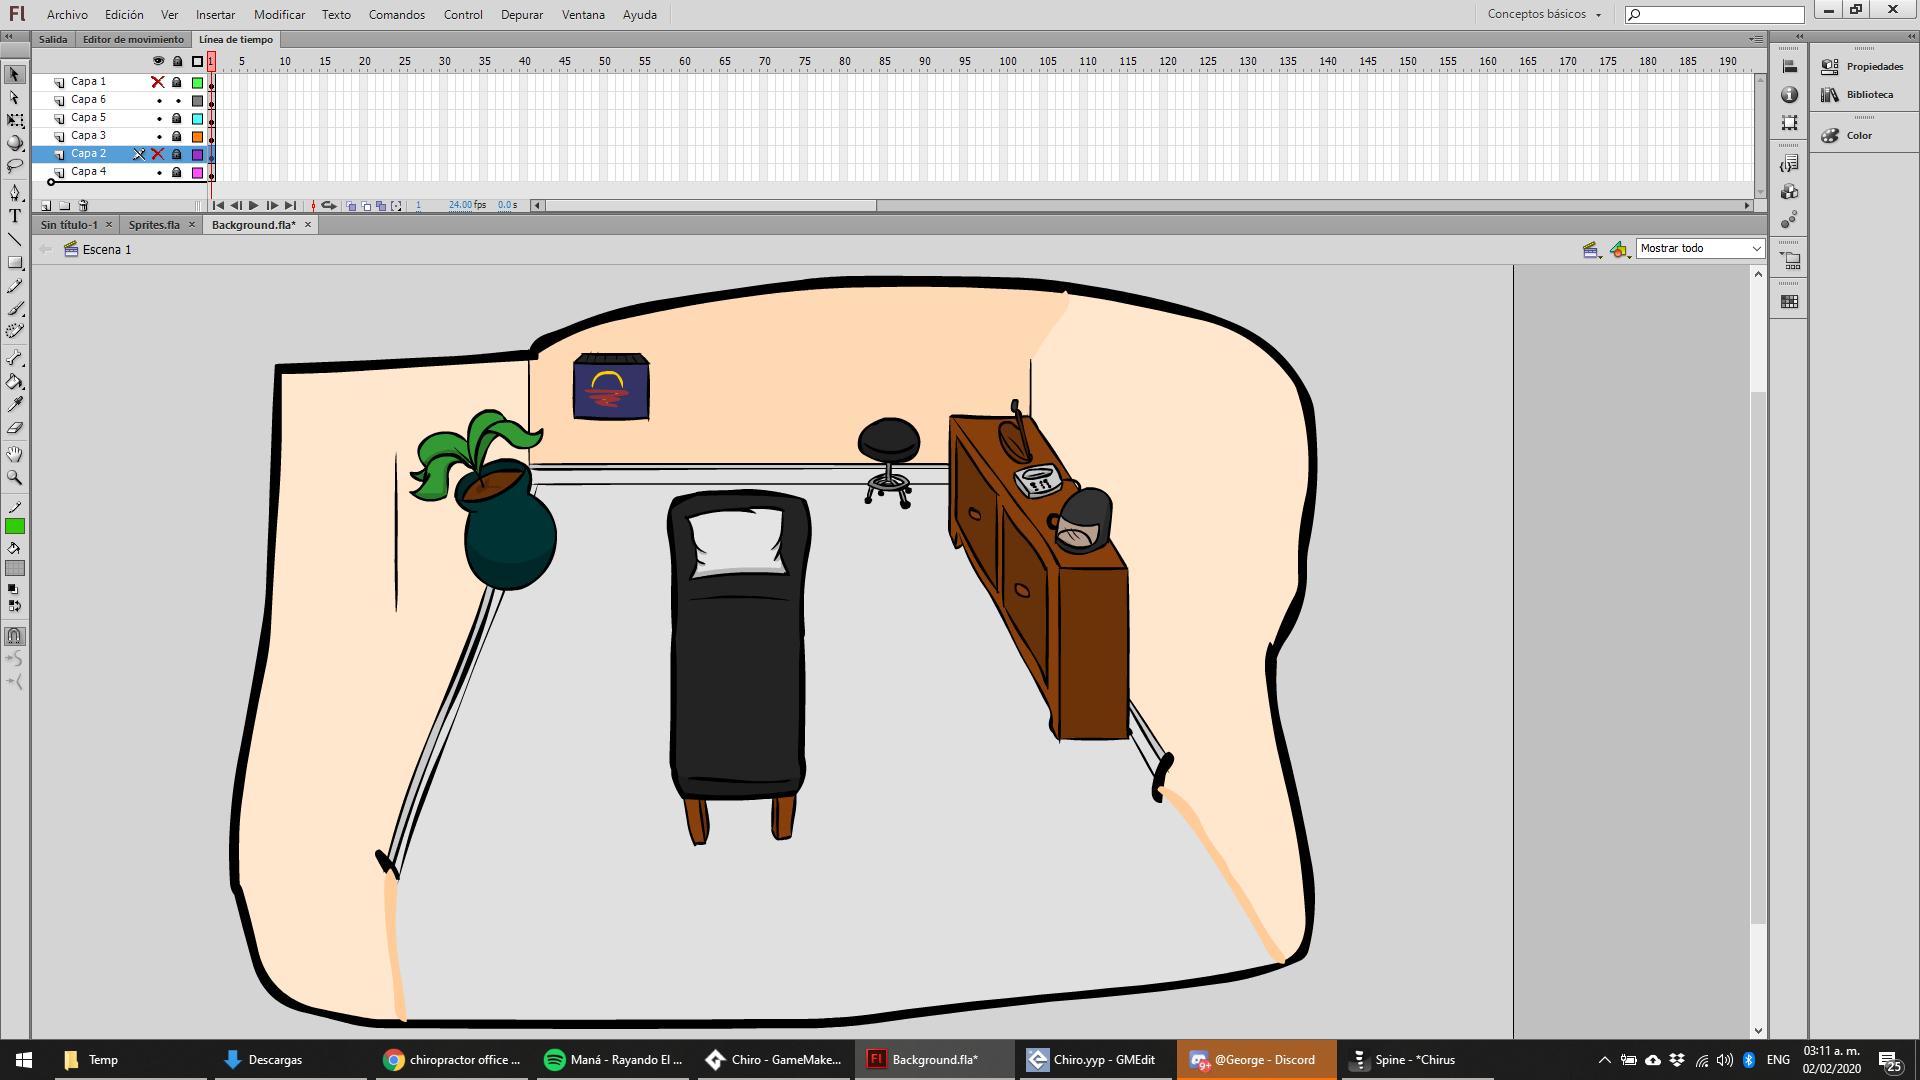 Fl Archivo Edición Ver Insertar Modificar Texto Comandos Control Depurar Ventana Ayuda Conceptos básicos
Salida Editor de movimiento Línea de tiempo
1 5 10 15 20 25 30 35 40 45 50 55 60 65 70 75 80 85 90 95 100 105 110 115 120 125 130 135 140 145 150 155 160 165 170 175 180 185 190
Capa 1
Capa 6
Capa 5
Capa 3
Capa 2
Capa 4
1 24.00 fps 0.0 s
Propiedades
Biblioteca
Color
Sin título-1 × Sprites.fla × Background.fla* ×
Escena 1
Mostrar todo
T
Temp
Descargas
chiropractor office ...
Maná - Rayando El ...
Chiro - GameMake...
Fl Background.fla*
Chiro.yyp - GMEdit
9+ @George - Discord
Spine - *Chirus
ENG
03:11 a. m.
02/02/2020
25